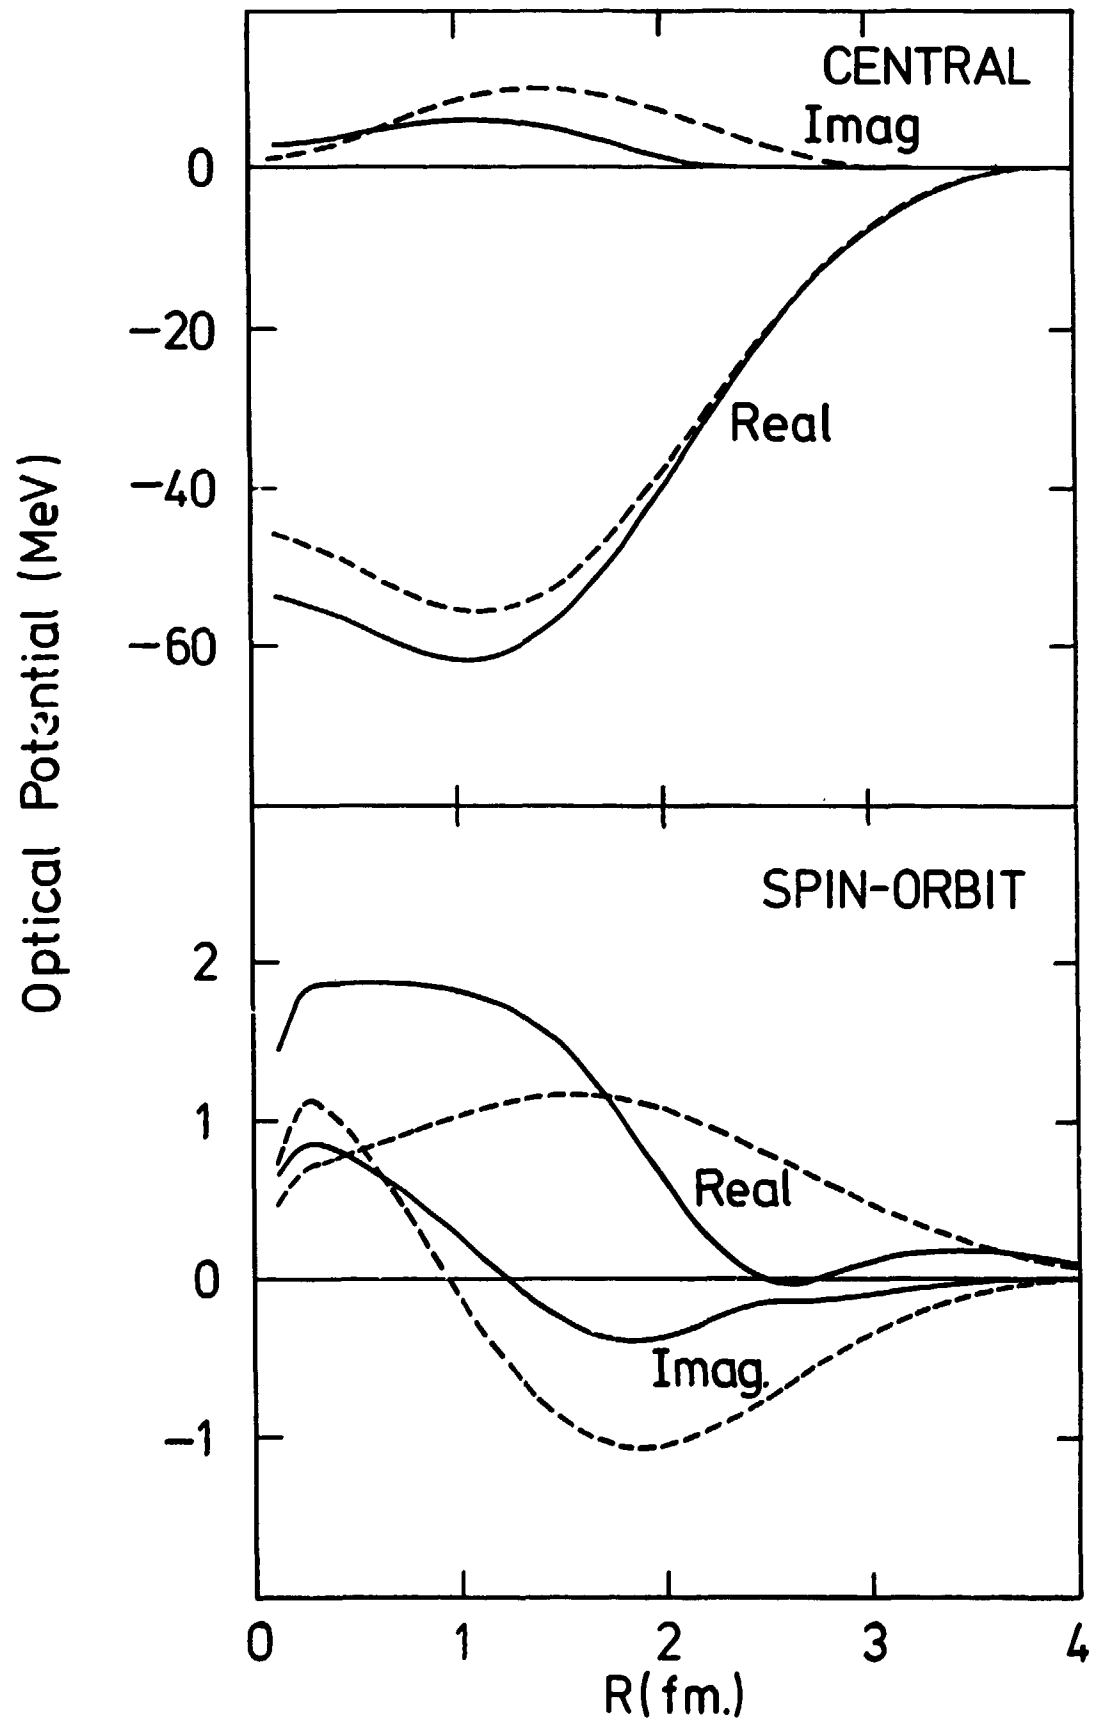 CENTRAL
Imag
0
−20
Real
−40
−60
Optical Potential (MeV)
SPIN-ORBIT
2
1
Real
0
Imag.
−1
0 1 2 3 4
R(fm.)